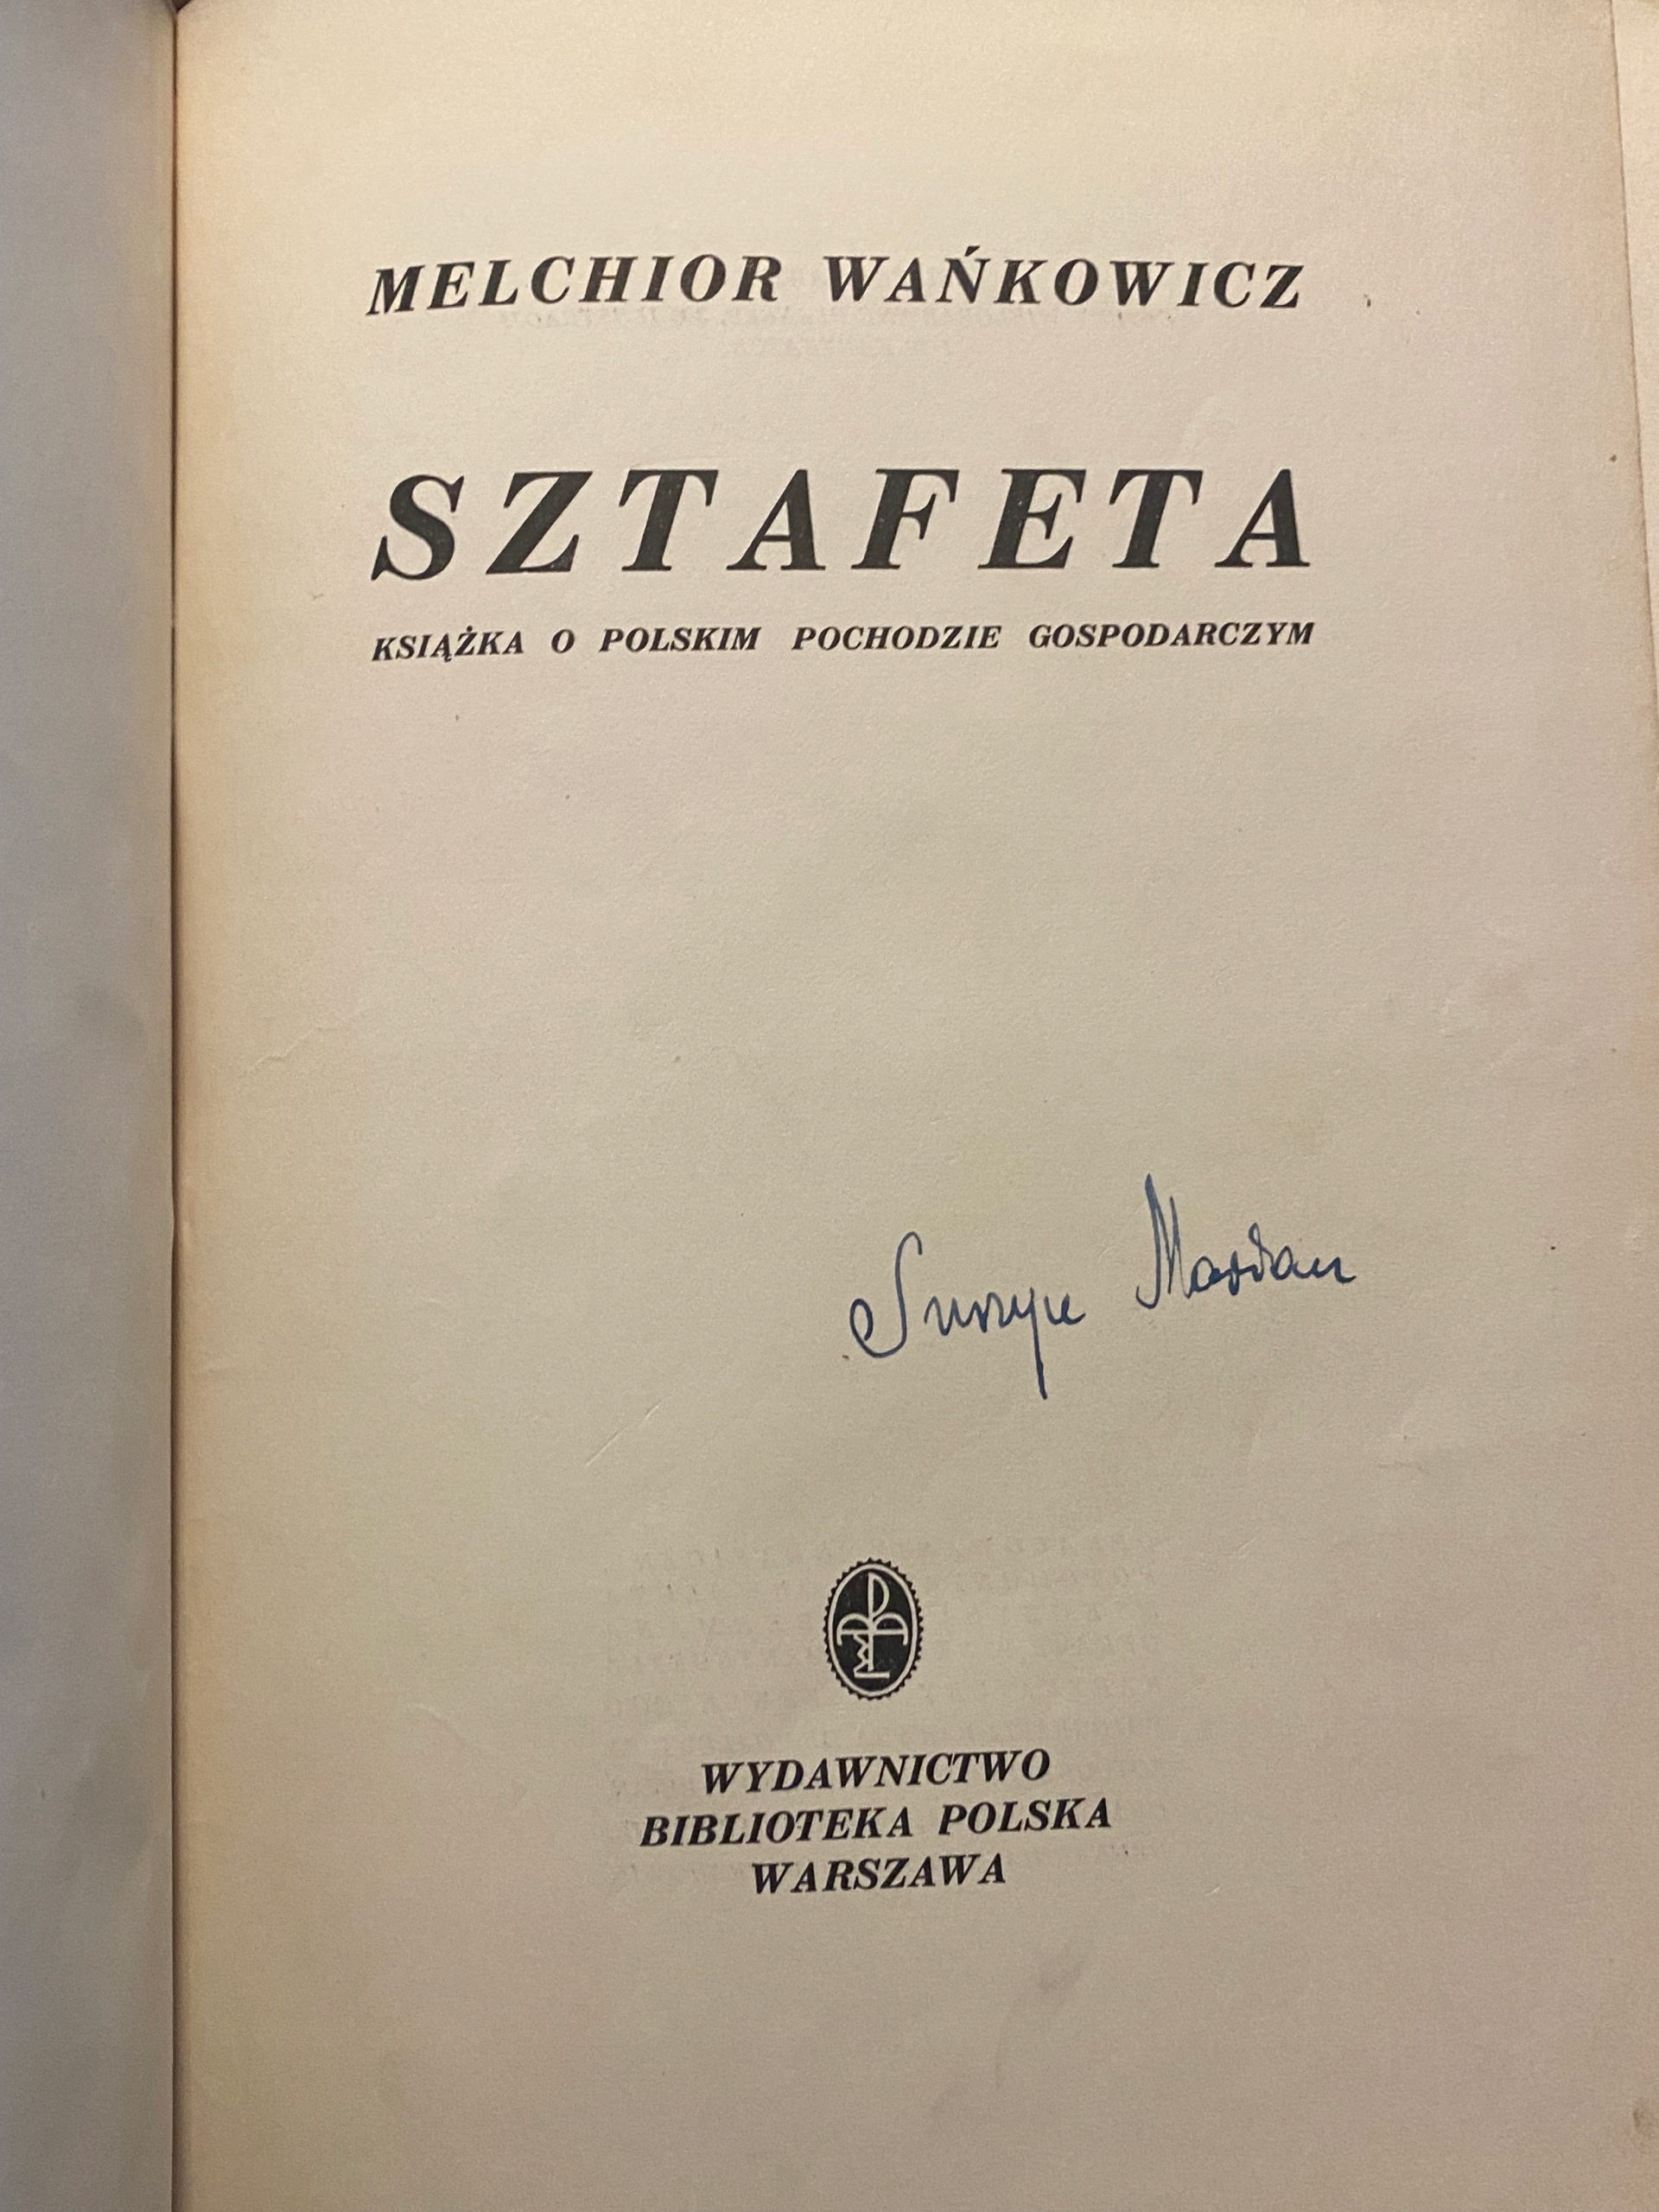 MELCHIOR WAŃKOWICZ
SZTAFETA
KSIĄŻKA O POLSKIM POCHODZIE GOSPODARCZYM
WYDAWNICTWO
BIBLIOTEKA POLSKA
WARSZAWA